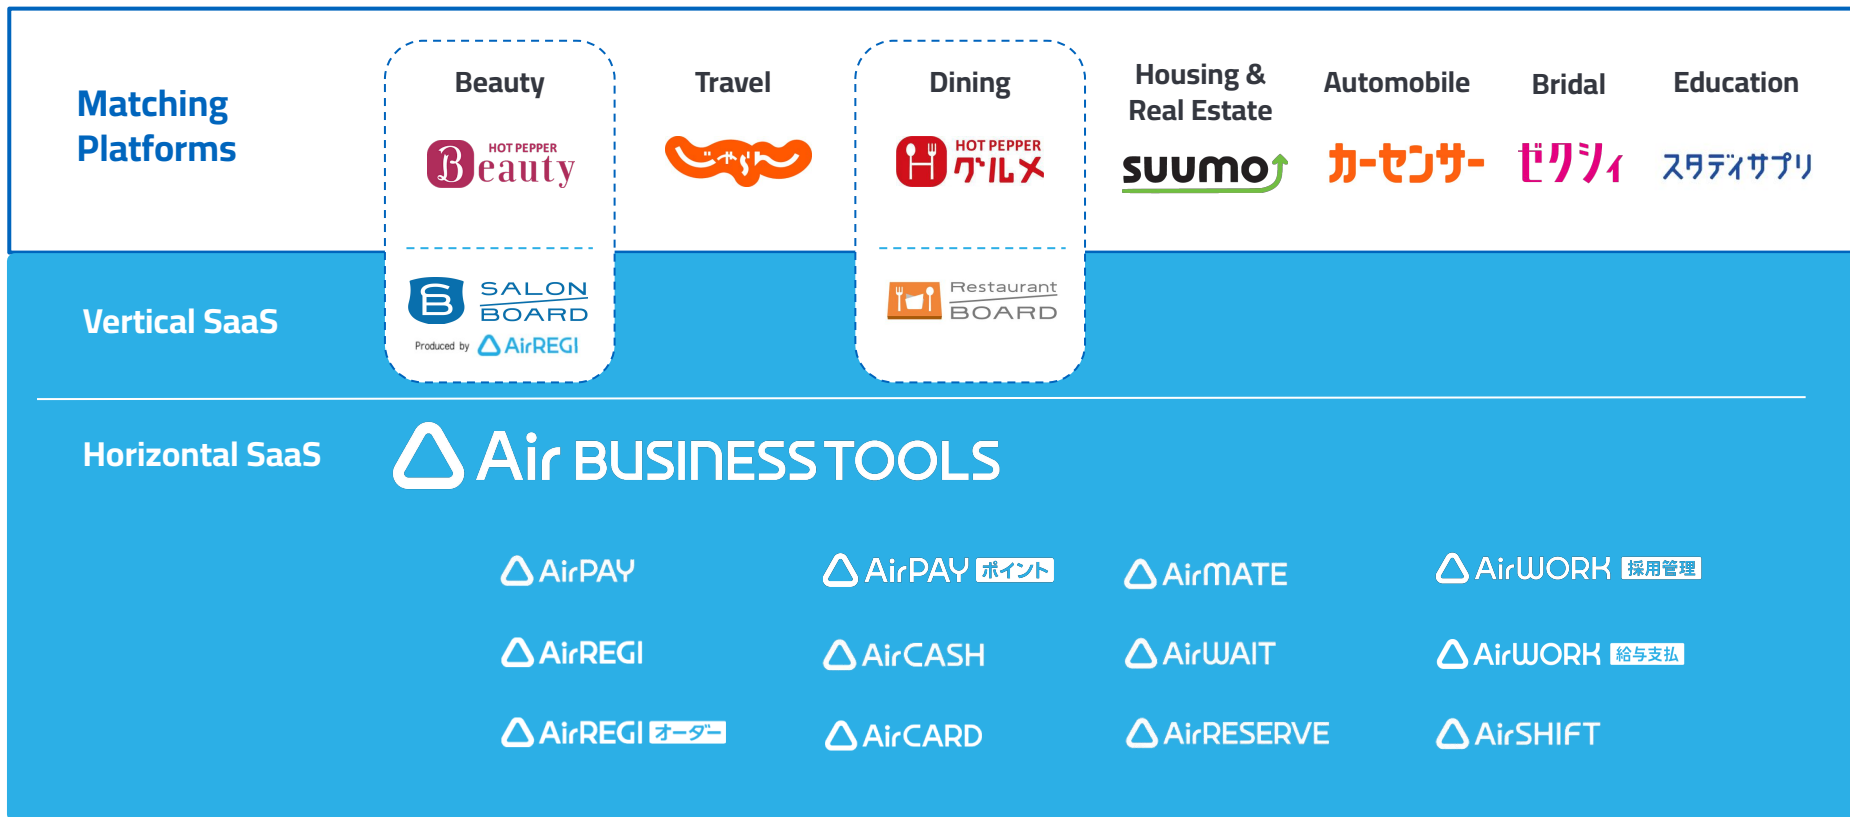 Matching
Platforms
Beauty
HOT PEPPER
Beauty
Travel
じゃらん
Dining
HOT PEPPER
グルメ
Housing &
Real Estate
SUUMO
Automobile
カーセンサー
Bridal
ゼクシィ
Education
スタディサプリ
Vertical SaaS
SALON
BOARD
Produced by AirREGI
Restaurant
BOARD
Horizontal SaaS
Air BUSINESS TOOLS
AirPAY
AirPAY ポイント
AirMATE
AirWORK 採用管理
AirREGI
AirCASH
AirWAIT
AirWORK 給与支払
AirREGI オーダー
AirCARD
AirRESERVE
AirSHIFT